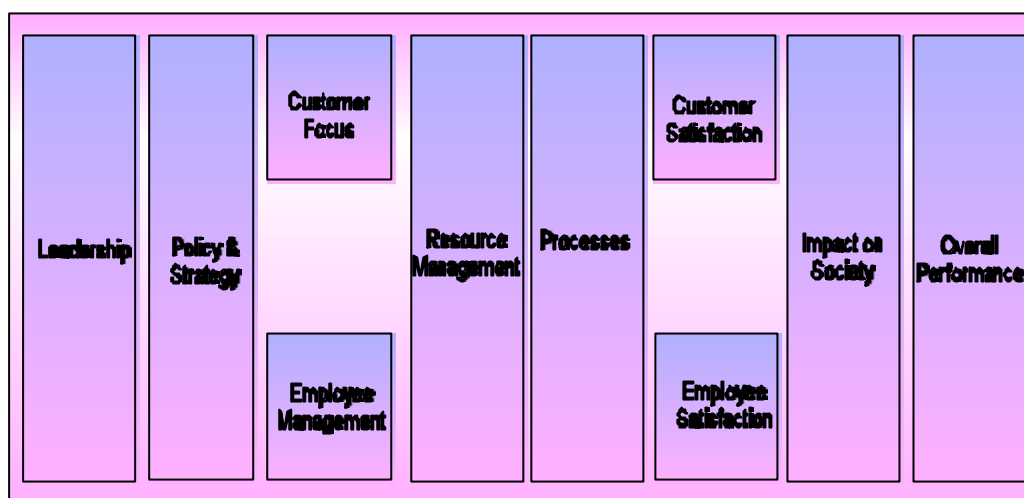 Leadership
Policy &
Strategy
Customer
Focus
Employee
Management
Resource
Management
Processes
Customer
Satisfaction
Employee
Satisfaction
Impact on
Society
Overall
Performance